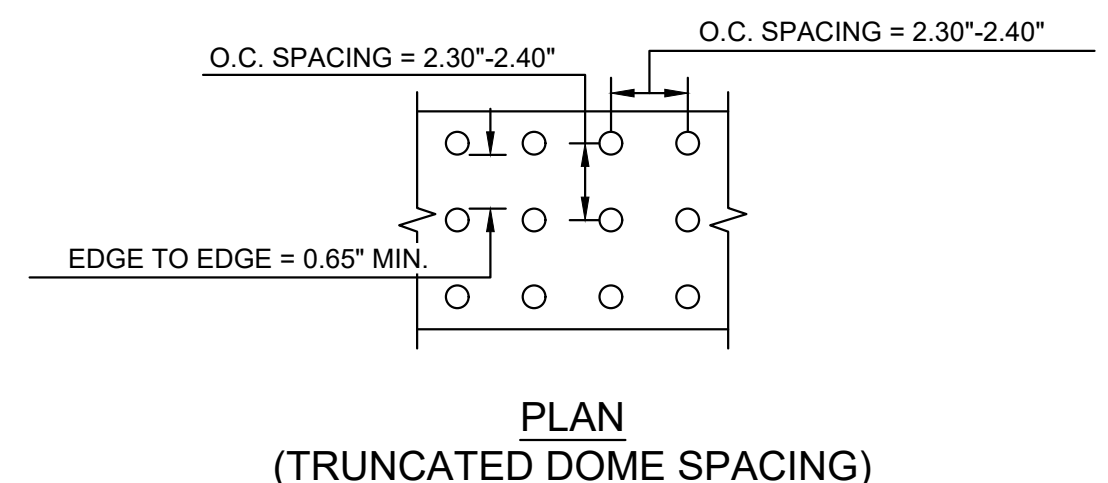 O.C. SPACING = 2.30"-2.40"
O.C. SPACING = 2.30"-2.40"
EDGE TO EDGE = 0.65" MIN.
PLAN
(TRUNCATED DOME SPACING)